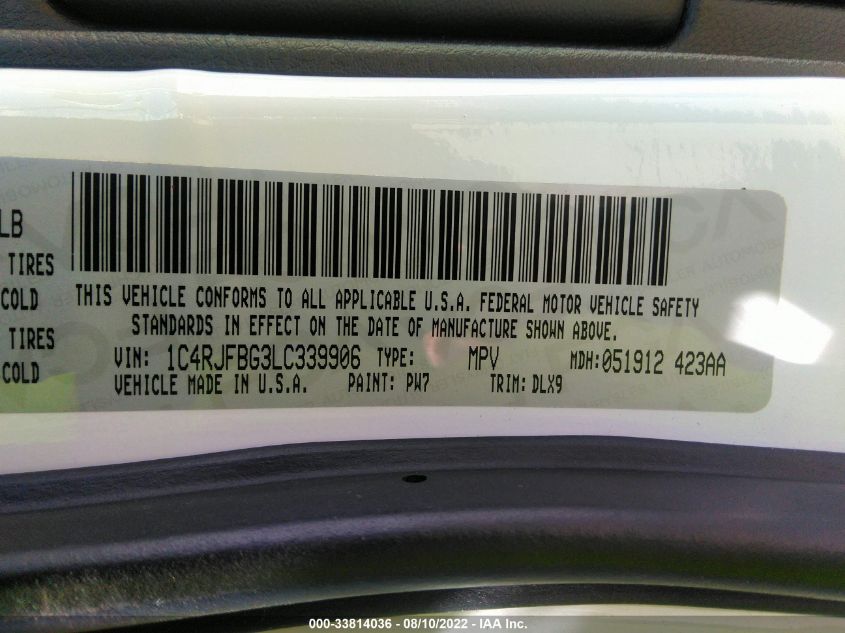 LB
TIRES
COLD
TIRES
COLD
THIS VEHICLE CONFORMS TO ALL APPLICABLE U.S.A. FEDERAL MOTOR VEHICLE SAFETY
STANDARDS IN EFFECT ON THE DATE OF MANUFACTURE SHOWN ABOVE.
VIN: 1C4RJFBG3LC339906 TYPE: MPV MDH:051912 423AA
VEHICLE MADE IN U.S.A. PAINT: PW7 TRIM: DLX9
000-33814036 - 08/10/2022 - IAA Inc.